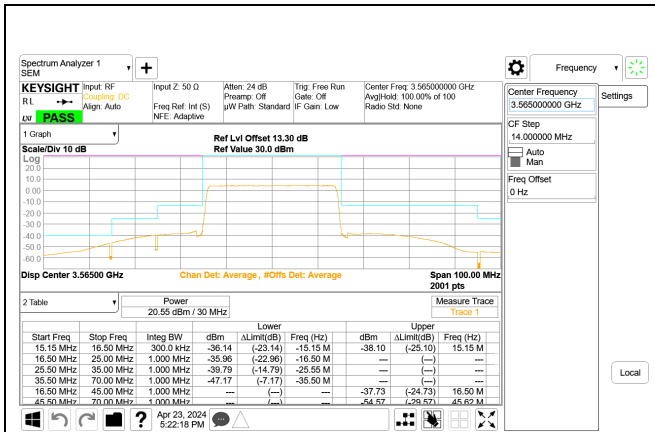 Spectrum Analyzer 1
SEM
Frequency
KEYSIGHT Input: RF Input Z: 50 Ω Atten: 24 dB Trig: Free Run Center Freq: 3.565000000 GHz
R L Coupling: DC Preamp: Off Gate: Off Avg|Hold: 100.00% of 100
Align: Auto Freq Ref: Int (S) µW Path: Standard IF Gain: Low Radio Std: None
PASS NFE: Adaptive
Center Frequency
3.565000000 GHz
Settings
CF Step
14.000000 MHz
Auto
Man
Freq Offset
0 Hz
Local
1 Graph
Scale/Div 10 dB
Ref Lvl Offset 13.30 dB
Ref Value 30.0 dBm
Log
20.0
10.0
0.00
-10.0
-20.0
-30.0
-40.0
-50.0
-60.0
Disp Center 3.56500 GHz Chan Det: Average, #Offs Det: Average Span 100.00 MHz
2001 pts
2 Table
Power
20.55 dBm / 30 MHz
Measure Trace
Trace 1
Lower Upper
Start Freq Stop Freq Integ BW dBm ΔLimit(dB) Freq (Hz) dBm ΔLimit(dB) Freq (Hz)
15.15 MHz 16.50 MHz 300.0 kHz -36.14 (-23.14) -15.15 M -38.10 (-25.10) 15.15 M
16.50 MHz 25.00 MHz 1.000 MHz -35.96 (-22.96) -16.50 M --- (---) ---
25.50 MHz 35.00 MHz 1.000 MHz -39.79 (-14.79) -25.55 M --- (---) ---
35.50 MHz 70.00 MHz 1.000 MHz -47.17 (-7.17) -35.50 M --- (---) ---
16.50 MHz 45.00 MHz 1.000 MHz --- (---) --- -37.73 (-24.73) 16.50 M
45.50 MHz 70.00 MHz 1.000 MHz --- (---) --- -54.57 (-29.57) 45.62 M
?
Apr 23, 2024
5:22:18 PM